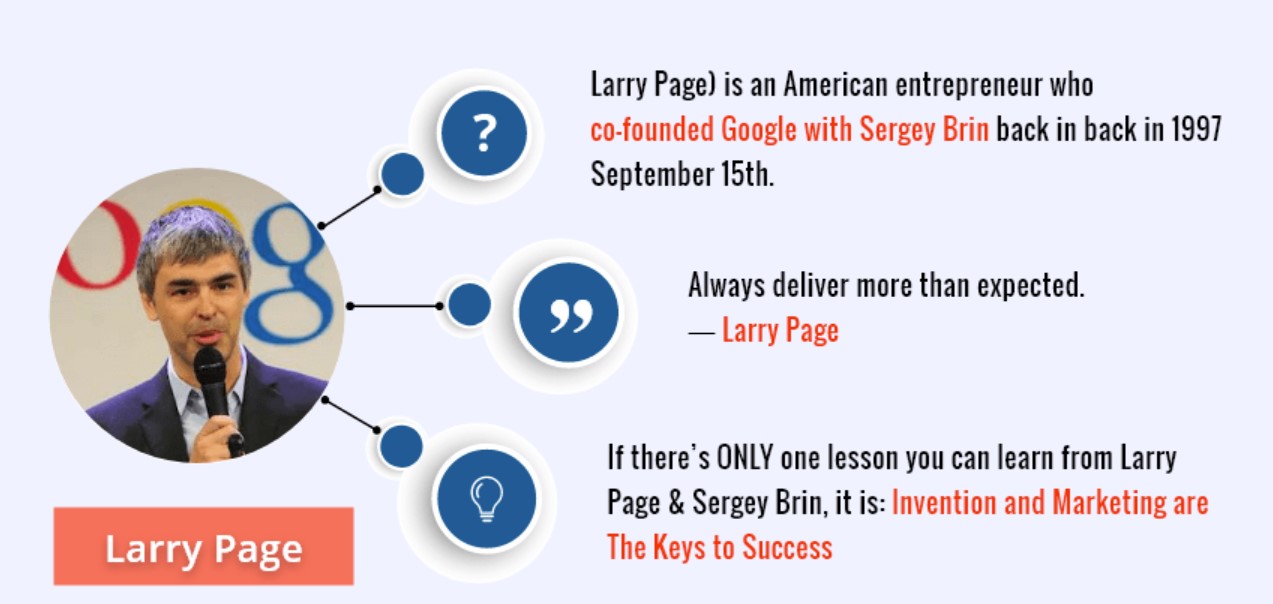 Larry Page) is an American entrepreneur who
co-founded Google with Sergey Brin back in back in 1997
September 15th.
Always deliver more than expected.
— Larry Page
If there's ONLY one lesson you can learn from Larry
Page & Sergey Brin, it is: Invention and Marketing are
The Keys to Success
Larry Page